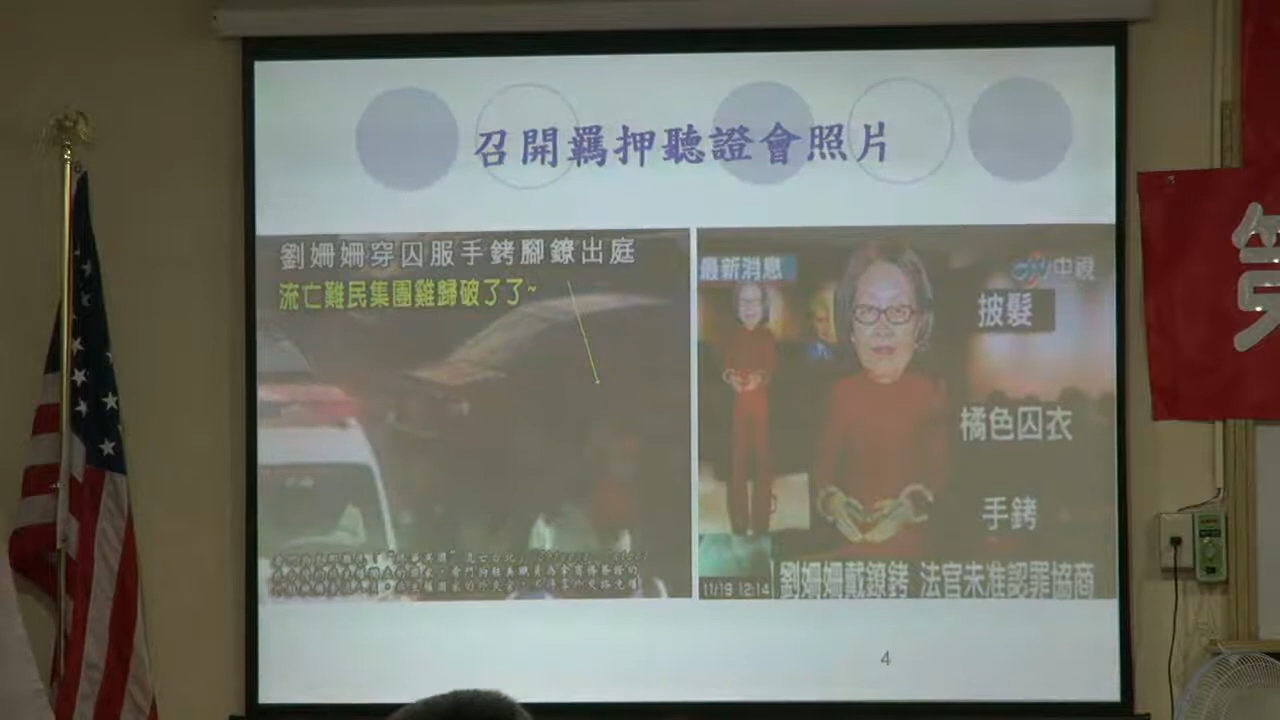 召開羈押聽證會照片
劉姍姍穿囚服手銬腳鐐出庭
流亡難民集團雞歸破了了~
最新消息
中視
披髮
橘色囚衣
手銬
11/19 12:14
劉姍姍戴鐐銬 法官未准認罪協商
4
第